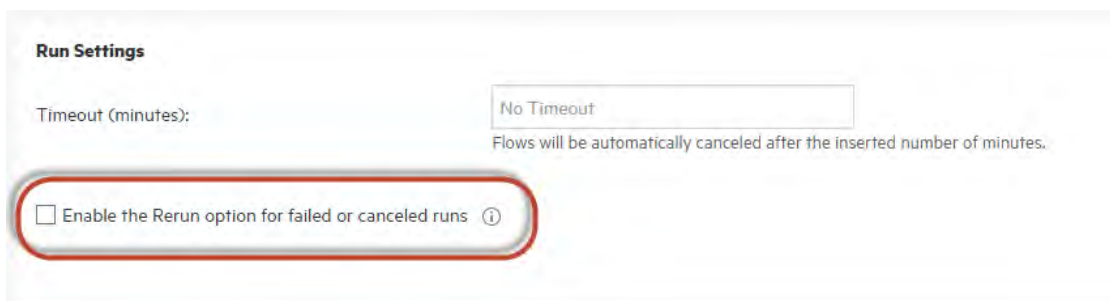 Run Settings
Timeout (minutes):
No Timeout
Flows will be automatically canceled after the inserted number of minutes.
Enable the Rerun option for failed or canceled runs